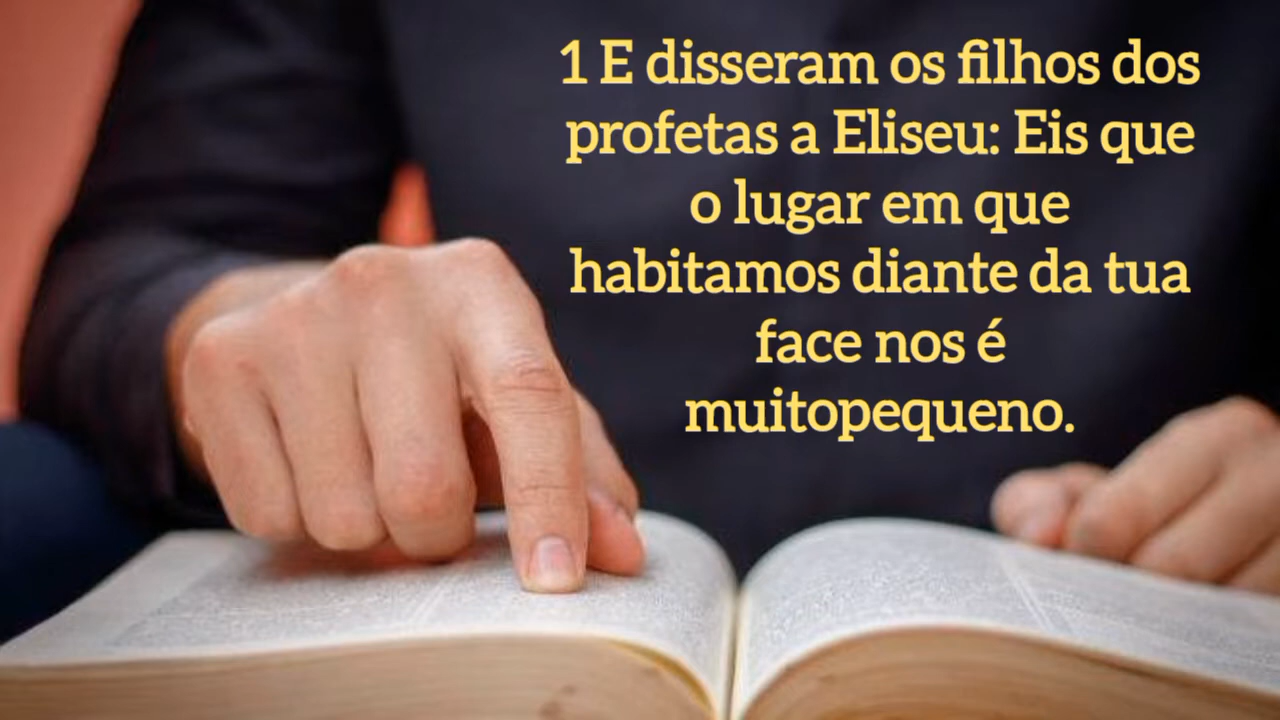 1 E disseram os filhos dos
profetas a Eliseu: Eis que
o lugar em que
habitamos diante da tua
face nos é
muitopequeno.